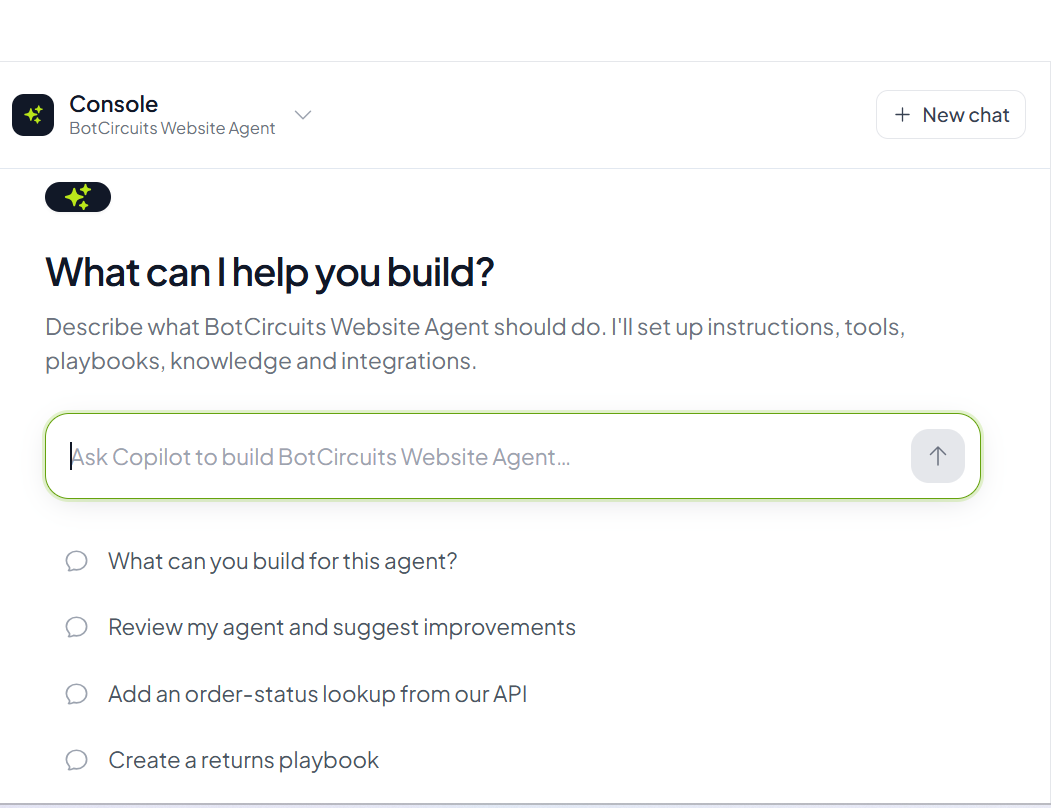 Console
BotCircuits Website Agent
New chat
What can I help you build?
Describe what BotCircuits Website Agent should do. I'll set up instructions, tools,
playbooks, knowledge and integrations.
Ask Copilot to build BotCircuits Website Agent...
What can you build for this agent?
Review my agent and suggest improvements
Add an order-status lookup from our API
Create a returns playbook